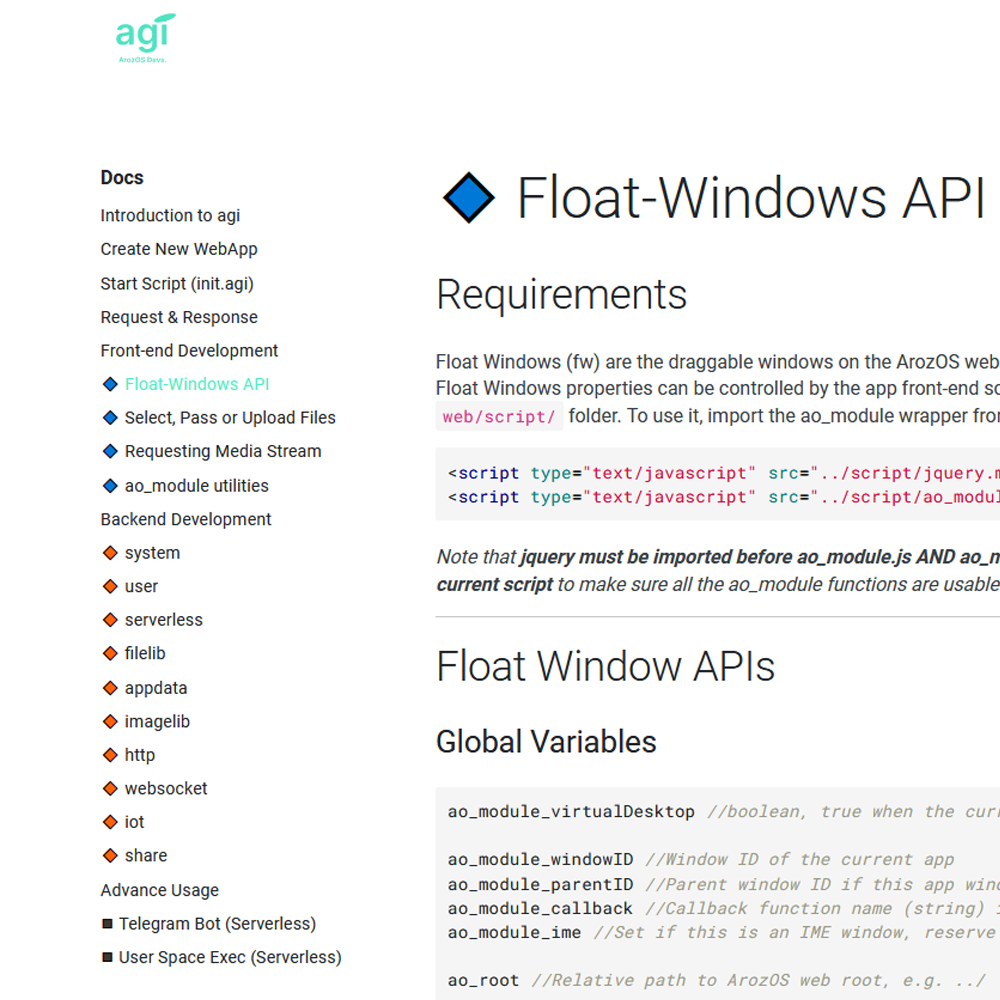 agi
ArozOS Devs.
Docs
Introduction to agi
Create New WebApp
Start Script (init.agi)
Request & Response
Front-end Development
Float-Windows API
Select, Pass or Upload Files
Requesting Media Stream
ao_module utilities
Backend Development
system
user
serverless
filelib
appdata
imagelib
http
websocket
iot
share
Advance Usage
Telegram Bot (Serverless)
User Space Exec (Serverless)
Float-Windows API
Requirements
Float Windows (fw) are the draggable windows on the ArozOS web
Float Windows properties can be controlled by the app front-end sc
web/script/ folder. To use it, import the ao_module wrapper from
<script type="text/javascript" src="../script/jquery.m
<script type="text/javascript" src="../script/ao_modul
Note that jquery must be imported before ao_module.js AND ao_m
current script to make sure all the ao_module functions are usable
Float Window APIs
Global Variables
ao_module_virtualDesktop //boolean, true when the curr
ao_module_windowID //Window ID of the current app
ao_module_parentID //Parent window ID if this app wind
ao_module_callback //Callback function name (string) i
ao_module_ime //Set if this is an IME window, reserve
ao_root //Relative path to ArozOS web root, e.g. ../